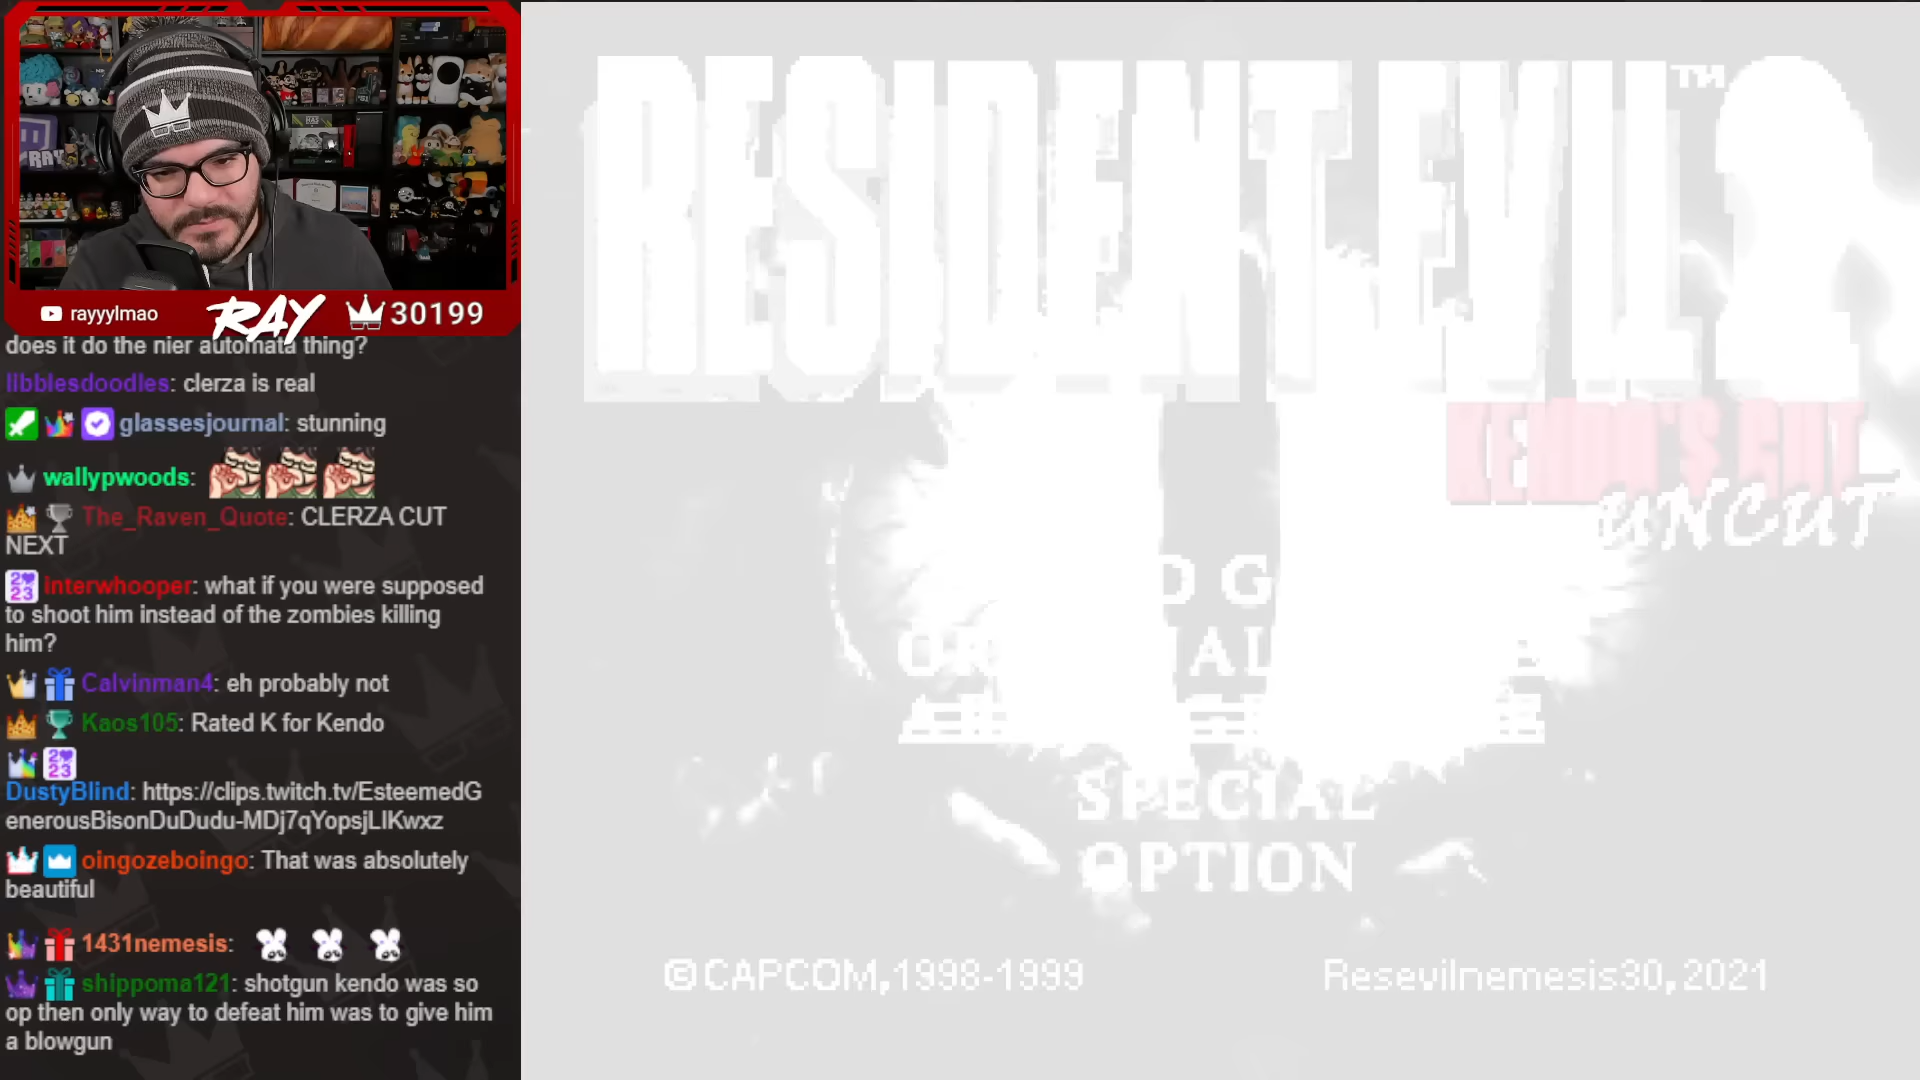 rayyylmao RAY 30199
does it do the nier automata thing?
llbblesdoodles: clerza is real
glassesjournal: stunning
wallypwoods:
The_Raven_Quote: CLERZA CUT
NEXT
Interwhooper: what if you were supposed
to shoot him instead of the zombies killing
him?
Calvinman4: eh probably not
Kaos105: Rated K for Kendo
DustyBlind: https://clips.twitch.tv/EsteemedG
enerousBisonDuDudu-MDj7qYopsjLIKwxz
oingozeboingo: That was absolutely
beautiful
1431nemesis:
shippoma121: shotgun kendo was so
op then only way to defeat him was to give him
a blowgun
RESIDENT EVIL™ 2
KENDO'S CUT
UNCUT
SPECIAL
OPTION
©CAPCOM,1998-1999
Resevilnemesis30,2021